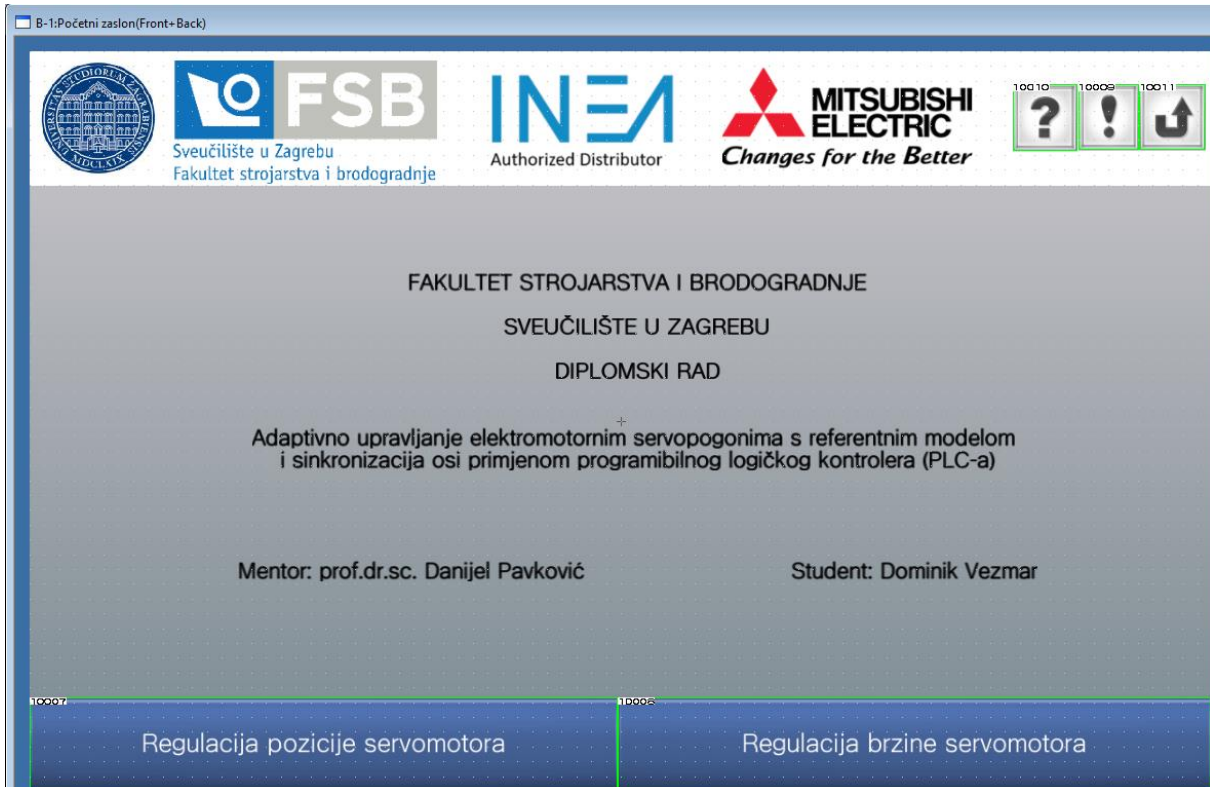 B-1:Početni zaslon(Front+Back)
STUDIORUM ZAGRABIENSIS
MDCLXIX
FSB
Sveučilište u Zagrebu
Fakultet strojarstva i brodogradnje
INEA
Authorized Distributor
MITSUBISHI
ELECTRIC
Changes for the Better
10010
10009
10011
?
!
FAKULTET STROJARSTVA I BRODOGRADNJE
SVEUČILIŠTE U ZAGREBU
DIPLOMSKI RAD
Adaptivno upravljanje elektromotornim servopogonima s referentnim modelom
i sinkronizacija osi primjenom programibilnog logičkog kontrolera (PLC-a)
Mentor: prof.dr.sc. Danijel Pavković
Student: Dominik Vezmar
10007
Regulacija pozicije servomotora
Regulacija brzine servomotora